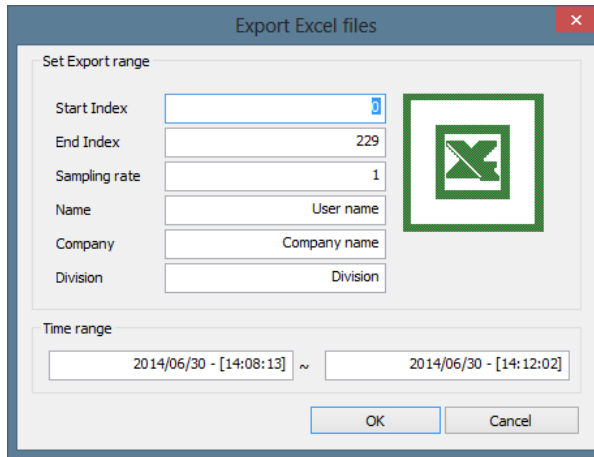 Export Excel files
Set Export range
Start Index 0
End Index 229
Sampling rate 1
Name User name
Company Company name
Division Division
Time range
2014/06/30 - [14:08:13] ~ 2014/06/30 - [14:12:02]
OK Cancel